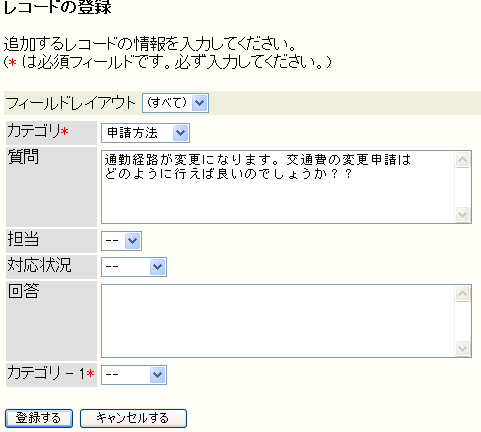 レコードの登録
追加するレコードの情報を入力してください。
(* は必須フィールドです。必ず入力してください。)
フィールドレイアウト (すべて)
カテゴリ* 申請方法
質問 通勤経路が変更になります。交通費の変更申請は
どのように行えば良いのでしょうか？？
担当 --
対応状況 --
回答
カテゴリ - 1* --
登録する キャンセルする